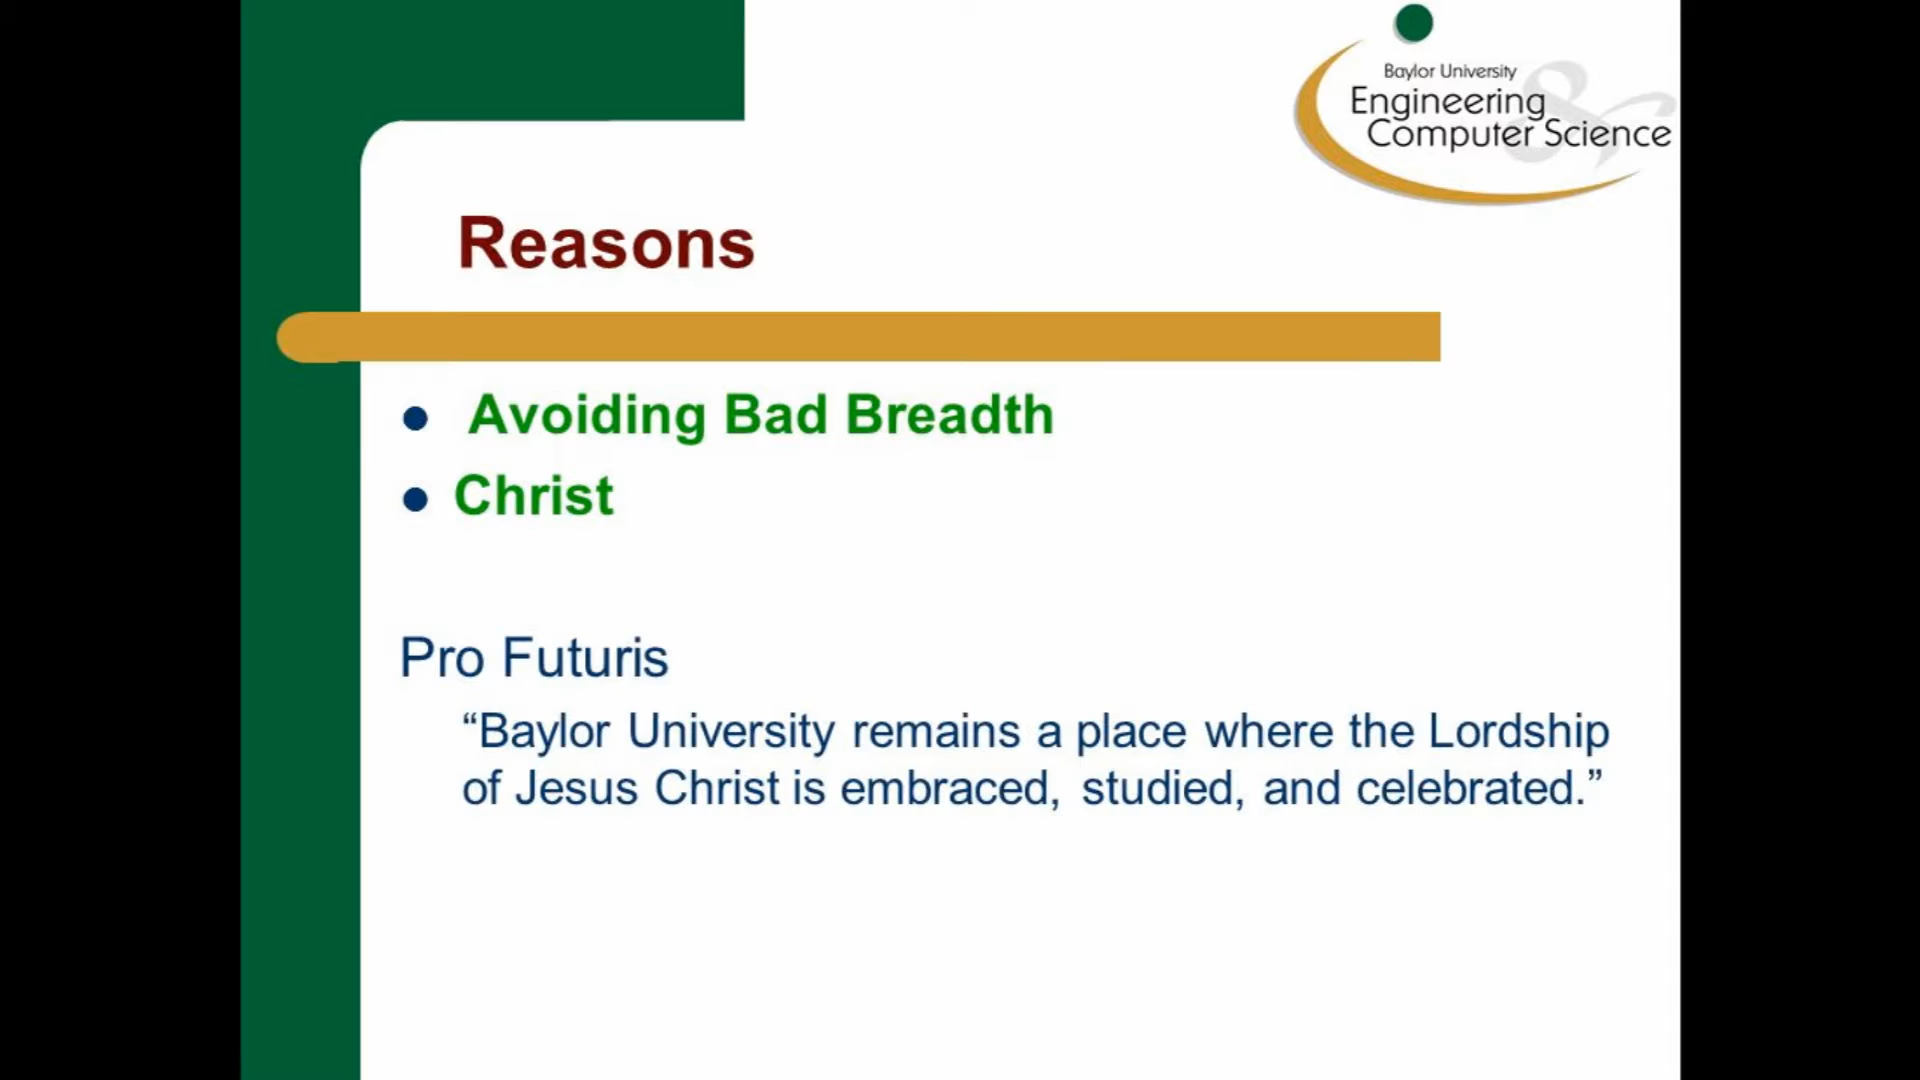 Baylor University
Engineering
&
Computer Science
Reasons
Avoiding Bad Breadth
Christ
Pro Futuris
“Baylor University remains a place where the Lordship
of Jesus Christ is embraced, studied, and celebrated.”